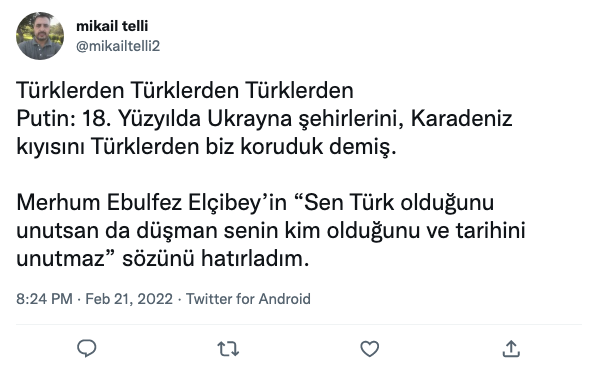 mikail telli
@mikailtelli2
Türklerden Türklerden Türklerden
Putin: 18. Yüzyılda Ukrayna şehirlerini, Karadeniz
kıyısını Türklerden biz koruduk demiş.
Merhum Ebulfez Elçibey’in “Sen Türk olduğunu
unutsan da düşman senin kim olduğunu ve tarihini
unutmaz” sözünü hatırladım.
8:24 PM · Feb 21, 2022 · Twitter for Android